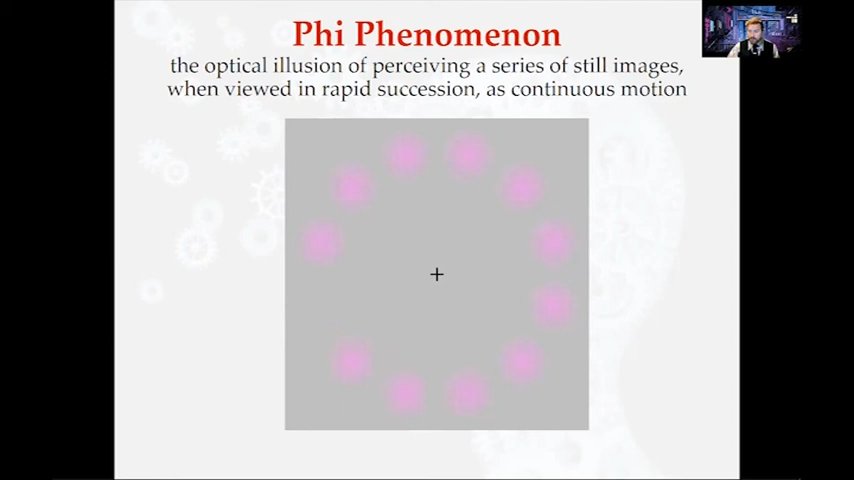 Phi Phenomenon
the optical illusion of perceiving a series of still images,
when viewed in rapid succession, as continuous motion